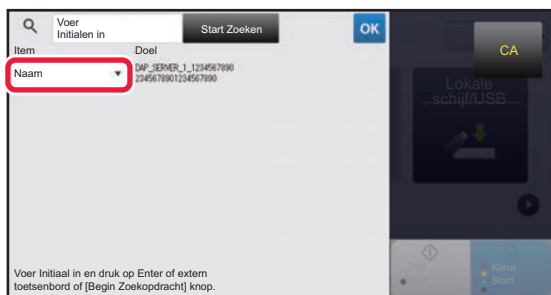 Voer
Initialen in
Start Zoeken
OK
CA
Item
Doel
Naam
DAP_SERVER_1_1234567890
2345678901234567890
Lokale
schijf/USB
Z/W
Start
Kleur
Start
Voer Initiaal in en druk op Enter of extern
toetsenbord of [Begin Zoekopdracht] knop.